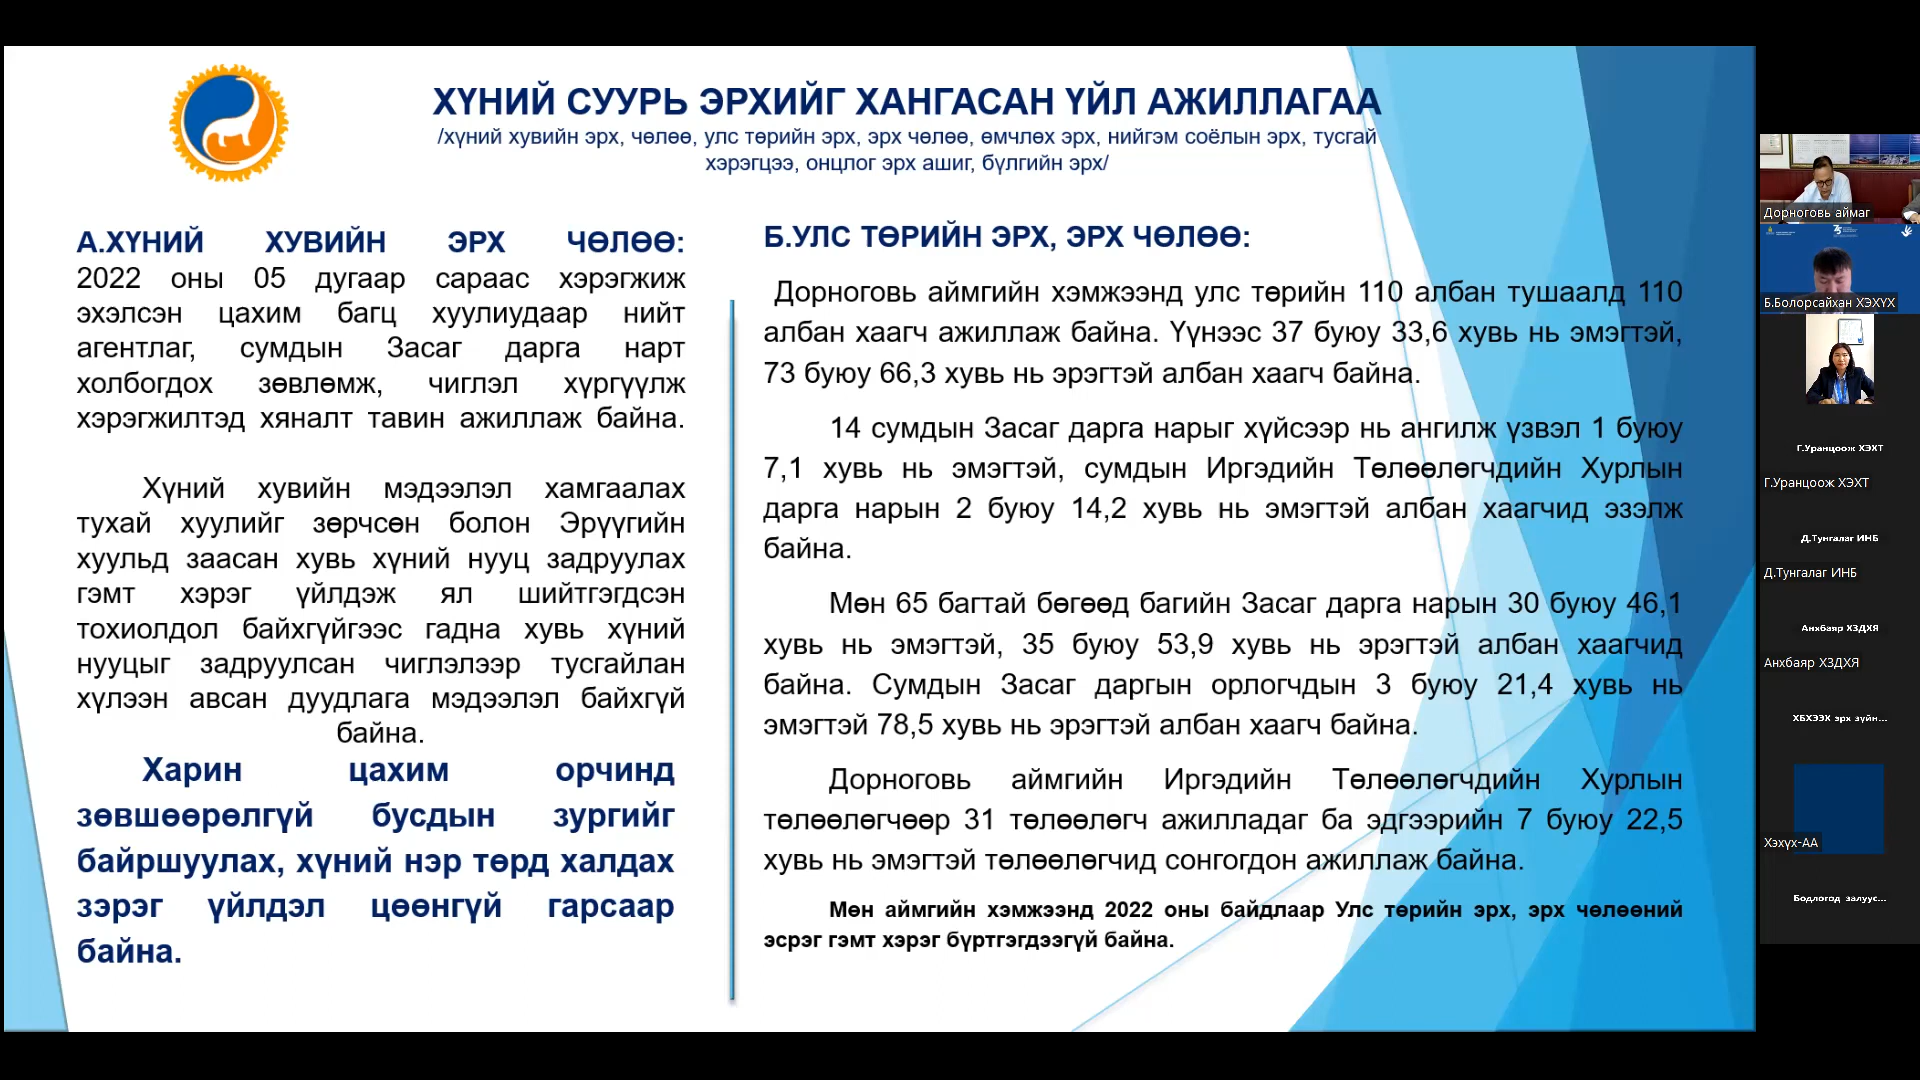 ХҮНИЙ СУУРЬ ЭРХИЙГ ХАНГАСАН ҮЙЛ АЖИЛЛАГАА
/хүний хувийн эрх, чөлөө, улс төрийн эрх, эрх чөлөө, өмчлөх эрх, нийгэм соёлын эрх, тусгай
хэрэгцээ, онцлог эрх ашиг, бүлгийн эрх/
А.ХҮНИЙ ХУВИЙН ЭРХ ЧӨЛӨӨ:
2022 оны 05 дугаар сараас хэрэгжиж
эхэлсэн цахим багц хуулиудаар нийт
агентлаг, сумдын Засаг дарга нарт
холбогдох зөвлөмж, чиглэл хүргүүлж
хэрэгжилтэд хяналт тавин ажиллаж байна.
Хүний хувийн мэдээлэл хамгаалах
тухай хуулийг зөрчсөн болон Эрүүгийн
хуульд заасан хувь хүний нууц задруулах
гэмт хэрэг үйлдэж ял шийтгэгдсэн
тохиолдол байхгүйгээс гадна хувь хүний
нууцыг задруулсан чиглэлээр тусгайлан
хүлээн авсан дуудлага мэдээлэл байхгүй
байна.
Харин цахим орчинд
зөвшөөрөлгүй бусдын зургийг
байршуулах, хүний нэр төрд халдах
зэрэг үйлдэл цөөнгүй гарсаар
байна.
Б.УЛС ТӨРИЙН ЭРХ, ЭРХ ЧӨЛӨӨ:
Дорноговь аймгийн хэмжээнд улс төрийн 110 албан тушаалд 110
албан хаагч ажиллаж байна. Үүнээс 37 буюу 33,6 хувь нь эмэгтэй,
73 буюу 66,3 хувь нь эрэгтэй албан хаагч байна.
14 сумдын Засаг дарга нарыг хүйсээр нь ангилж үзвэл 1 буюу
7,1 хувь нь эмэгтэй, сумдын Иргэдийн Төлөөлөгчдийн Хурлын
дарга нарын 2 буюу 14,2 хувь нь эмэгтэй албан хаагчид эзэлж
байна.
Мөн 65 багтай бөгөөд багийн Засаг дарга нарын 30 буюу 46,1
хувь нь эмэгтэй, 35 буюу 53,9 хувь нь эрэгтэй албан хаагчид
байна. Сумдын Засаг даргын орлогчдын 3 буюу 21,4 хувь нь
эмэгтэй 78,5 хувь нь эрэгтэй албан хаагч байна.
Дорноговь аймгийн Иргэдийн Төлөөлөгчдийн Хурлын
төлөөлөгчөөр 31 төлөөлөгч ажилладаг ба эдгээрийн 7 буюу 22,5
хувь нь эмэгтэй төлөөлөгчид сонгогдон ажиллаж байна.
Мөн аймгийн хэмжээнд 2022 оны байдлаар Улс төрийн эрх, эрх чөлөөний
эсрэг гэмт хэрэг бүртгэгдээгүй байна.
Дорноговь аймаг
Б.Болорсайхан ХЭХҮХ
Г.Уранцоож ХЭХТ
Г.Уранцоож ХЭХТ
Д.Тунгалаг ИНБ
Д.Тунгалаг ИНБ
Анхбаяр ХЗДХЯ
Анхбаяр ХЗДХЯ
ХБХЭЭХ эрх зүйн...
Хэхүх-АА
Бодлогод залуус...